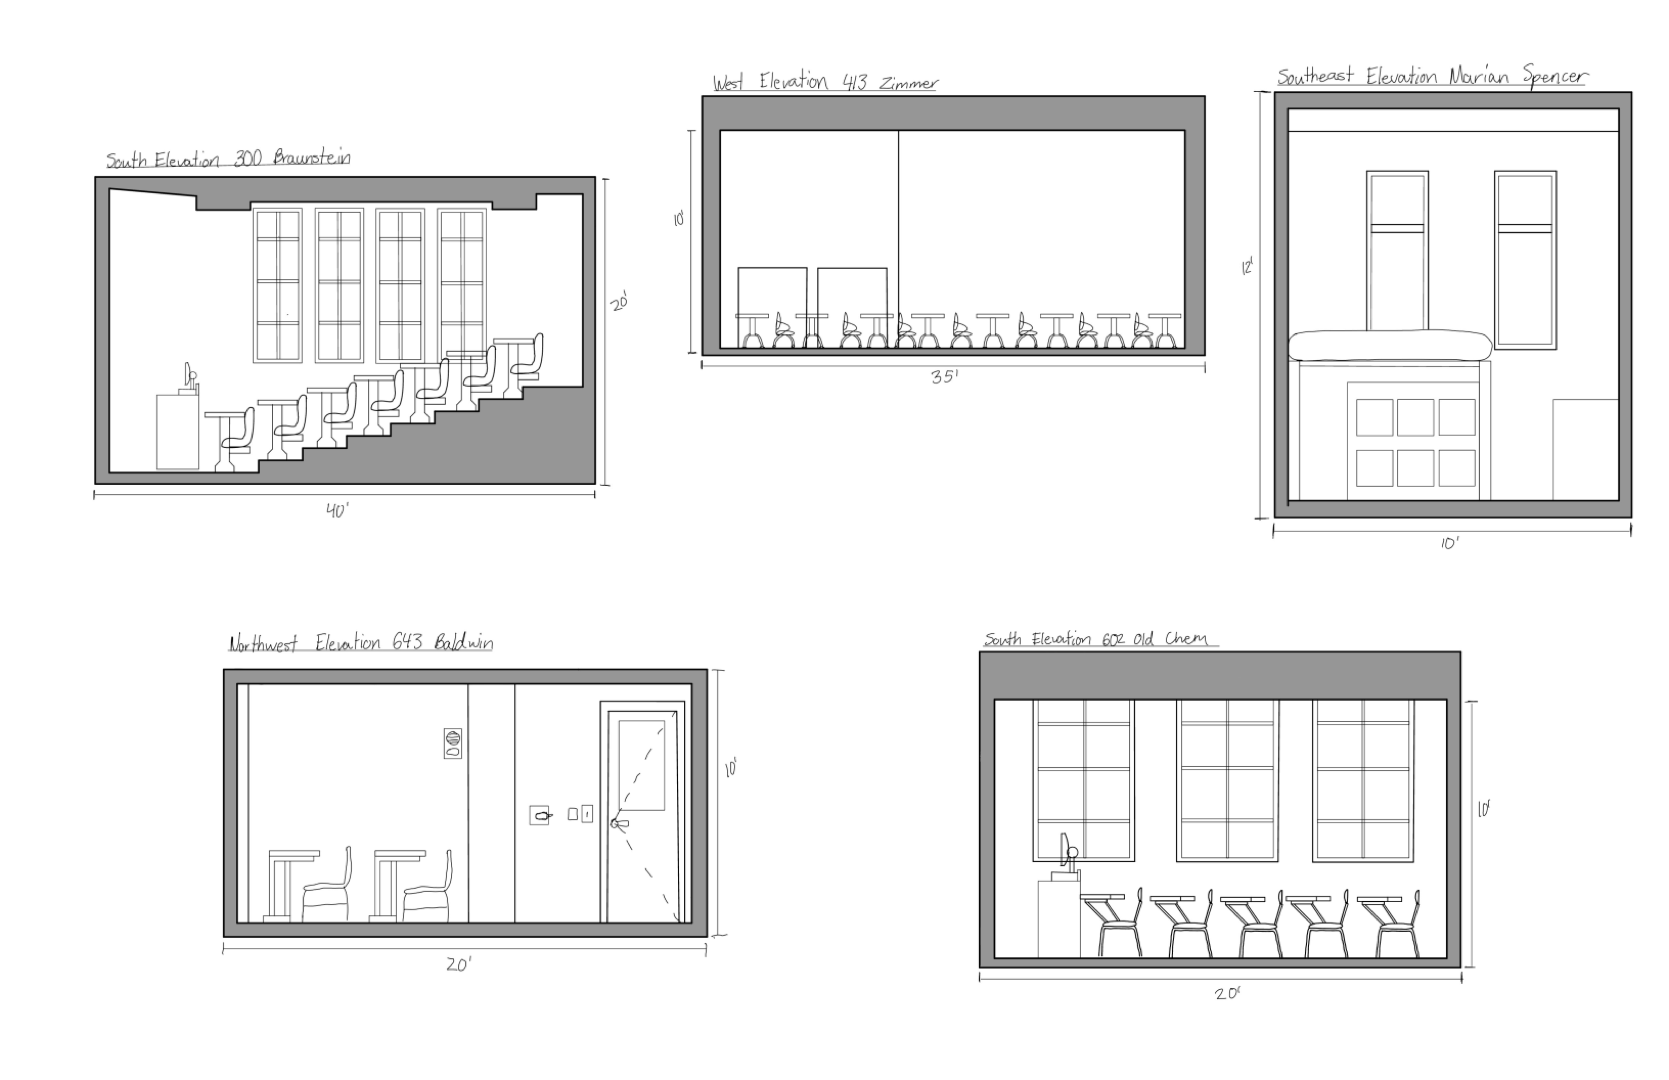 West Elevation 413 Zimmer
Southeast Elevation Marian Spencer
South Elevation 300 Braunstein
10'
35'
12'
10'
20'
40'
Northwest Elevation 643 Baldwin
10'
20'
South Elevation 602 Old Chem
10'
20'